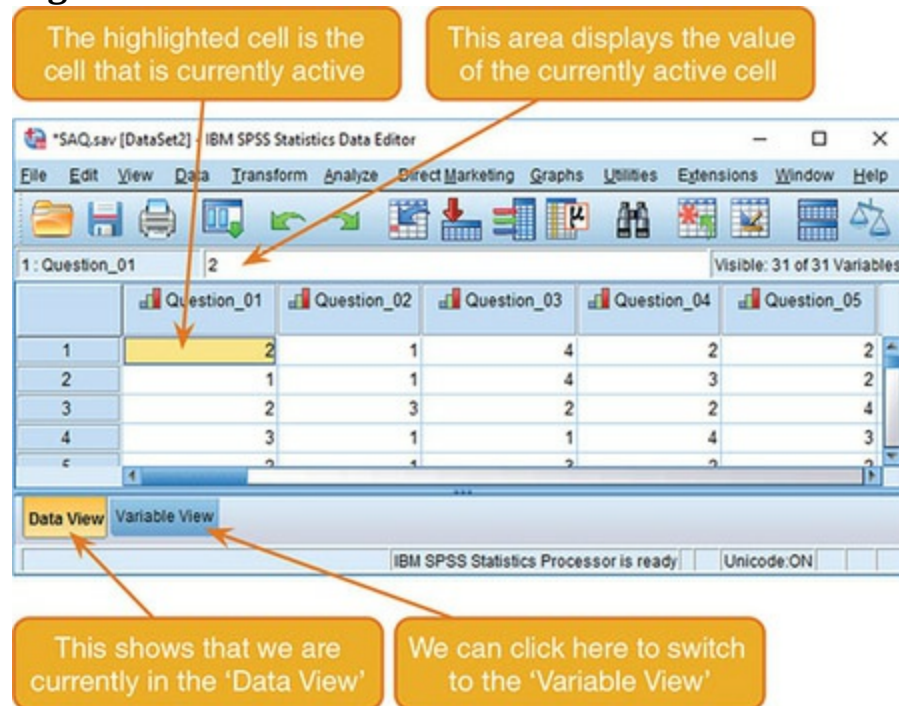 The highlighted cell is the
cell that is currently active
This area displays the value
of the currently active cell
*SAQ.sav [DataSet2] - IBM SPSS Statistics Data Editor
File Edit View Data Transform Analyze Direct Marketing Graphs Utilities Extensions Window Help
1 : Question_01 2 Visible: 31 of 31 Variables
Question_01 Question_02 Question_03 Question_04 Question_05
1 2 1 4 2 2
2 1 1 4 3 2
3 2 3 2 2 4
4 3 1 1 4 3
Data View Variable View
IBM SPSS Statistics Processor is ready Unicode:ON
This shows that we are
currently in the ‘Data View’
We can click here to switch
to the ‘Variable View’